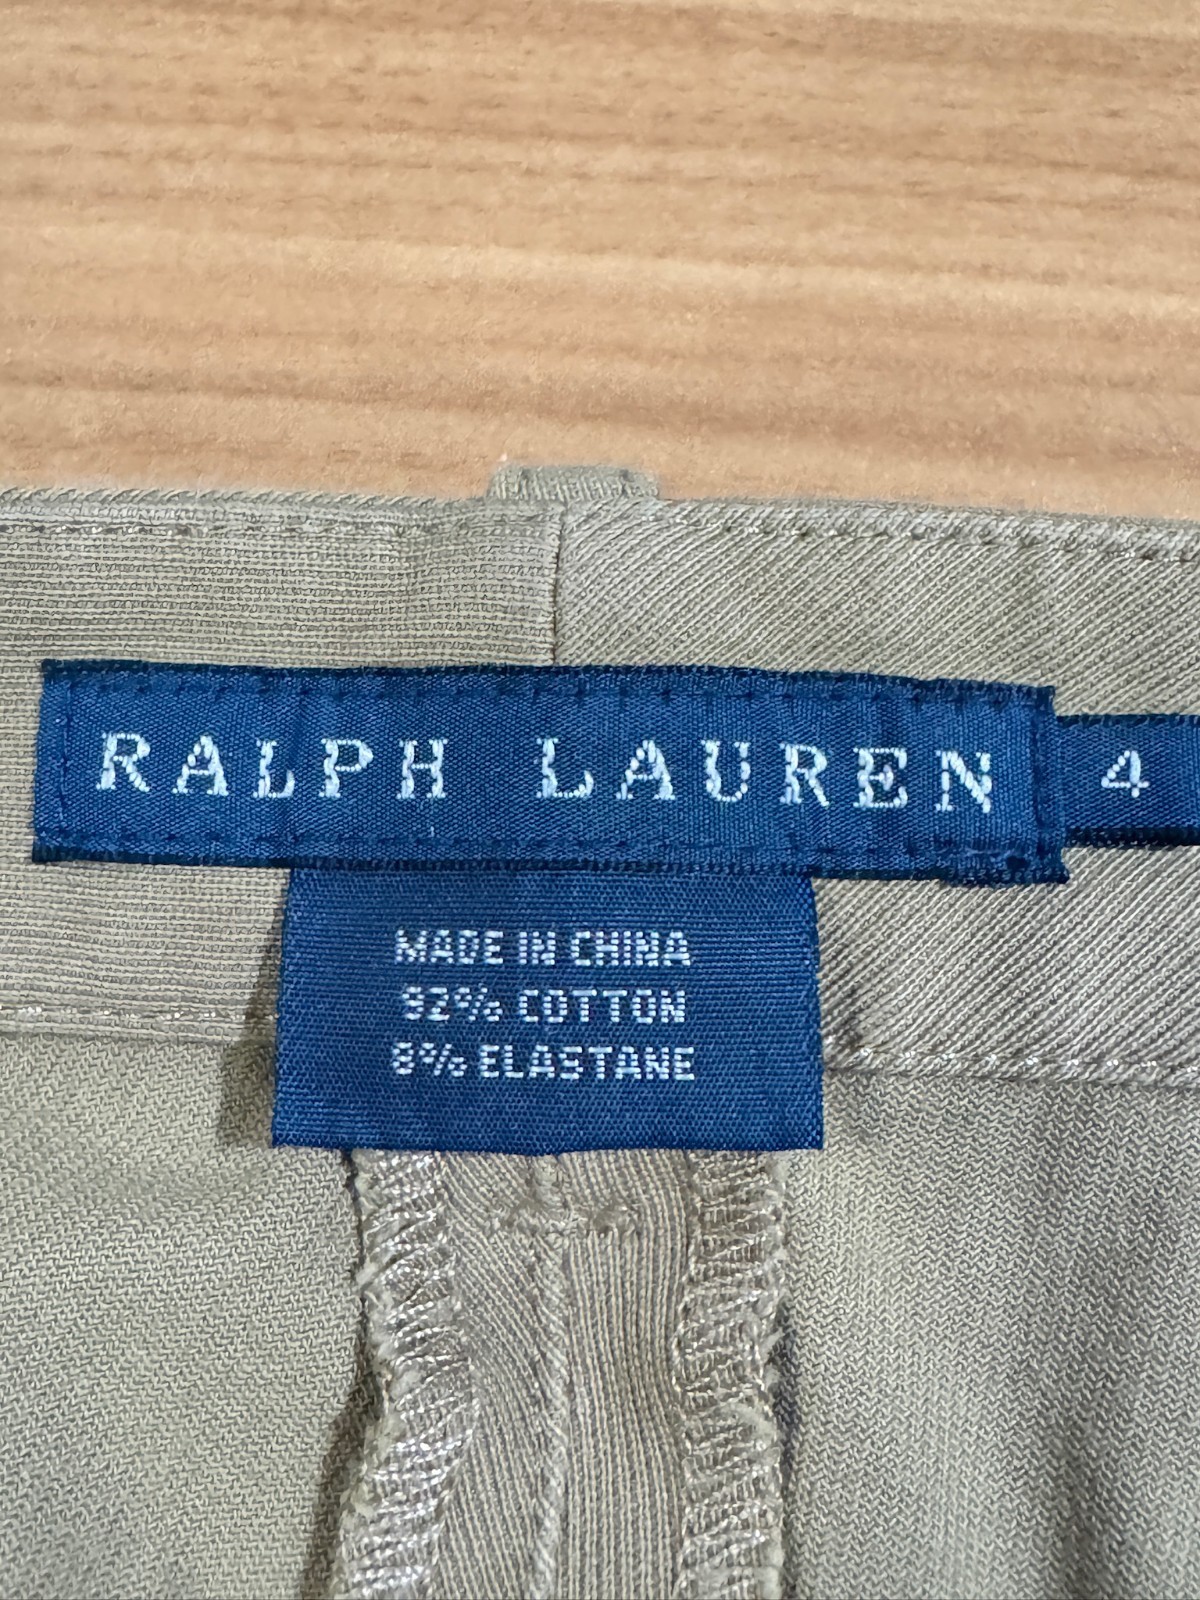 RALPH LAUREN 4
MADE IN CHINA
92% COTTON
8% ELASTANE